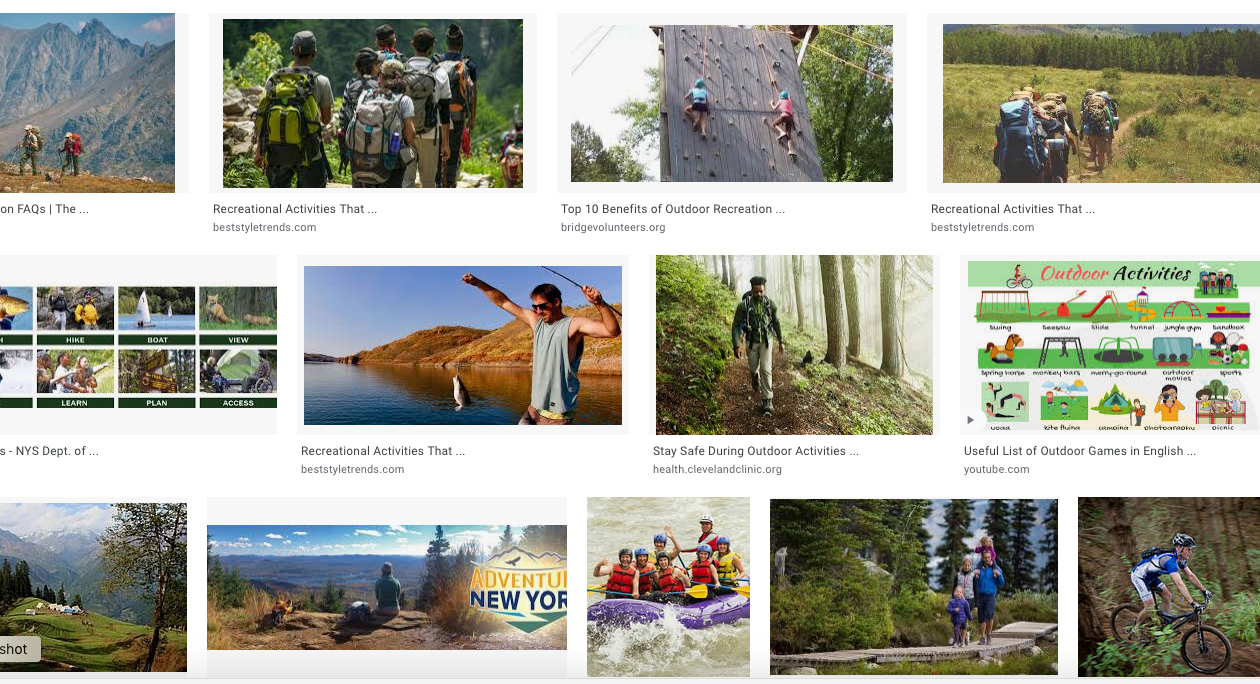 on FAQs | The ...
Recreational Activities That ...
beststyletrends.com
Top 10 Benefits of Outdoor Recreation ...
bridgevolunteers.org
Recreational Activities That ...
beststyletrends.com
H
HIKE
BOAT
VIEW
LEARN
PLAN
ACCESS
s - NYS Dept. of ...
Recreational Activities That ...
beststyletrends.com
Stay Safe During Outdoor Activities ...
health.clevelandclinic.org
Outdoor Activities
swing
seesaw
slide
tunnel
jungle gym
sandbox
spring horse
monkey bars
merry-go-round
outdoor
movies
sports
kite flying
camping
photography
picnic
Useful List of Outdoor Games in English ...
youtube.com
ADVENTU
NEW YOR
shot